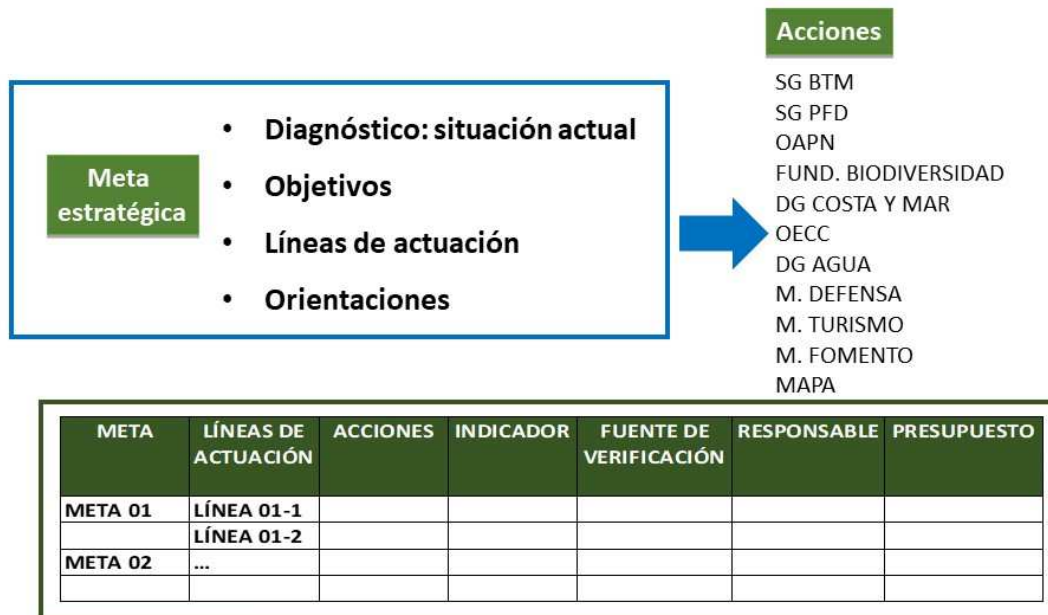 Acciones
Meta
estratégica
• Diagnóstico: situación actual
• Objetivos
• Líneas de actuación
• Orientaciones
SG BTM
SG PFD
OAPN
FUND. BIODIVERSIDAD
DG COSTA Y MAR
OECC
DG AGUA
M. DEFENSA
M. TURISMO
M. FOMENTO
MAPA
META LÍNEAS DE ACTUACIÓN ACCIONES INDICADOR FUENTE DE VERIFICACIÓN RESPONSABLE PRESUPUESTO
META 01 LÍNEA 01-1
LÍNEA 01-2
META 02 ...